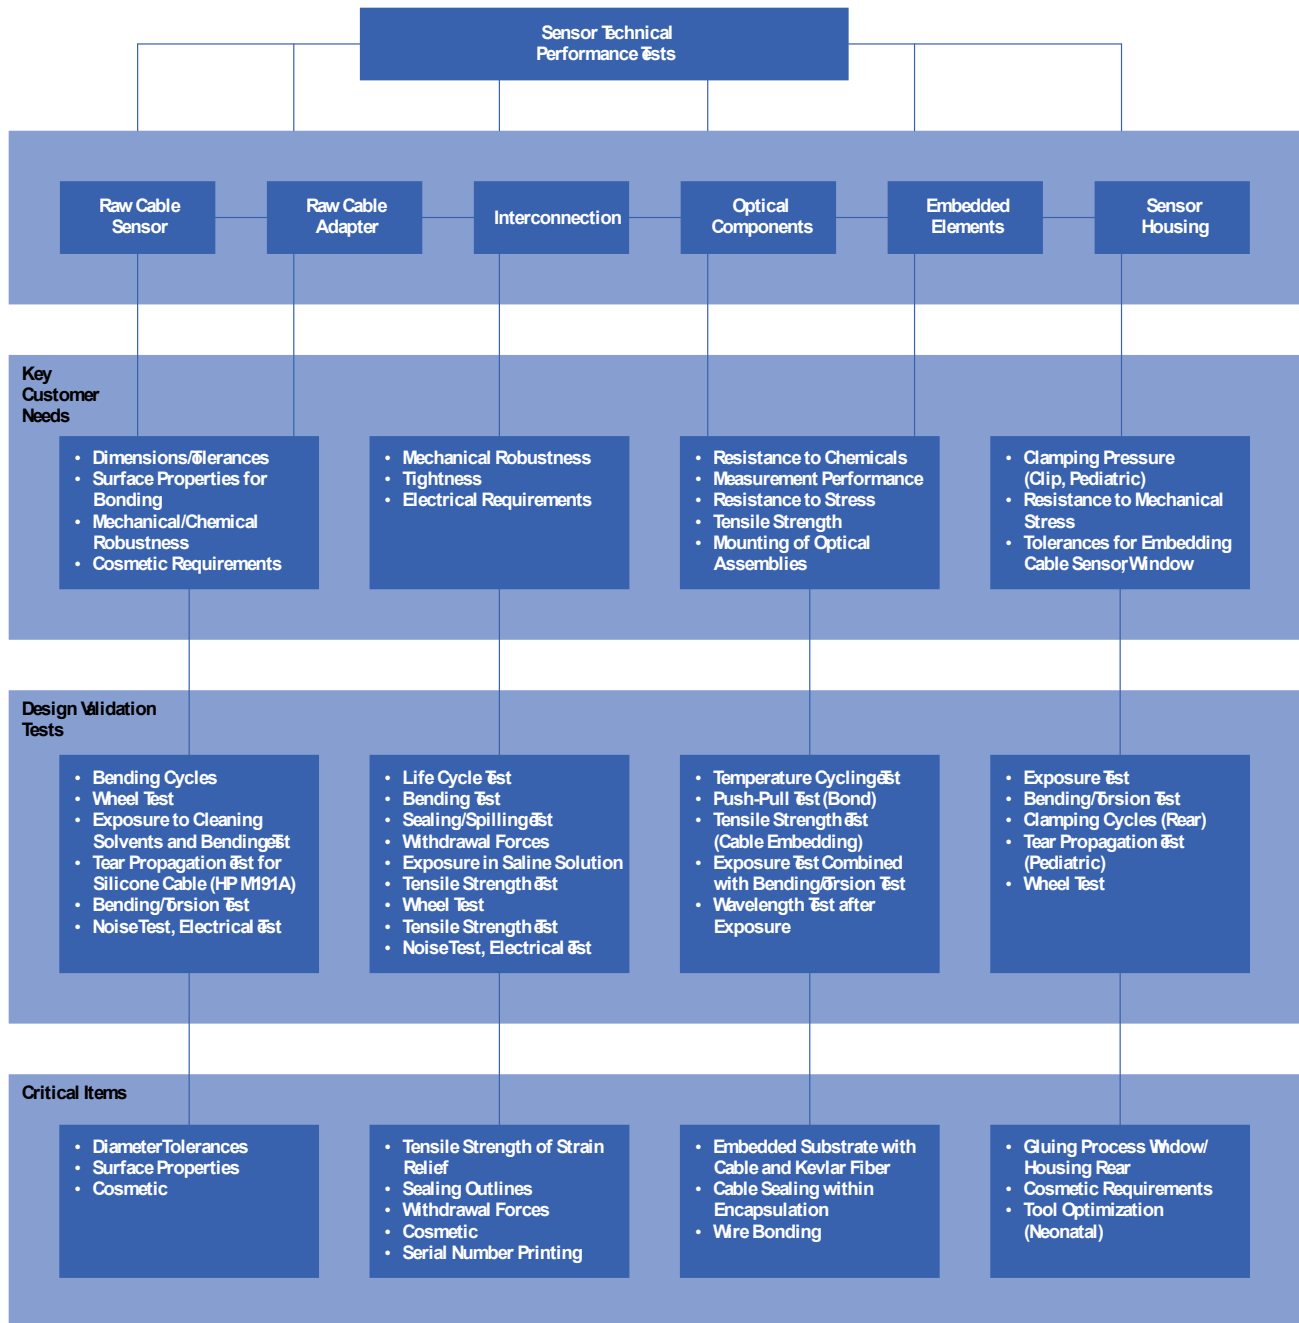 Sensor Technical
Performance Tests
Raw Cable
Sensor
Raw Cable
Adapter
Interconnection
Optical
Components
Embedded
Elements
Sensor
Housing
Key
Customer
Needs
• Dimensions/Tolerances
• Surface Properties for
Bonding
• Mechanical/Chemical
Robustness
• Cosmetic Requirements
• Mechanical Robustness
• Tightness
• Electrical Requirements
• Resistance to Chemicals
• Measurement Performance
• Resistance to Stress
• Tensile Strength
• Mounting of Optical
Assemblies
• Clamping Pressure
(Clip, Pediatric)
• Resistance to Mechanical
Stress
• Tolerances for Embedding
Cable Sensor, Window
Design Validation
Tests
• Bending Cycles
• Wheel Test
• Exposure to Cleaning
Solvents and Bending Test
• Tear Propagation Test for
Silicone Cable (HP M1191A)
• Bending/Torsion Test
• Noise Test, Electrical Test
• Life Cycle Test
• Bending Test
• Sealing/Spilling Test
• Withdrawal Forces
• Exposure in Saline Solution
• Tensile Strength Test
• Wheel Test
• Tensile Strength Test
• Noise Test, Electrical Test
• Temperature Cycling Test
• Push-Pull Test (Bond)
• Tensile Strength Test
(Cable Embedding)
• Exposure Test Combined
with Bending/Torsion Test
• Wavelength Test after
Exposure
• Exposure Test
• Bending/Torsion Test
• Clamping Cycles (Rear)
• Tear Propagation Test
(Pediatric)
• Wheel Test
Critical Items
• Diameter Tolerances
• Surface Properties
• Cosmetic
• Tensile Strength of Strain
Relief
• Sealing Outlines
• Withdrawal Forces
• Cosmetic
• Serial Number Printing
• Embedded Substrate with
Cable and Kevlar Fiber
• Cable Sealing within
Encapsulation
• Wire Bonding
• Gluing Process Window/
Housing Rear
• Cosmetic Requirements
• Tool Optimization
(Neonatal)